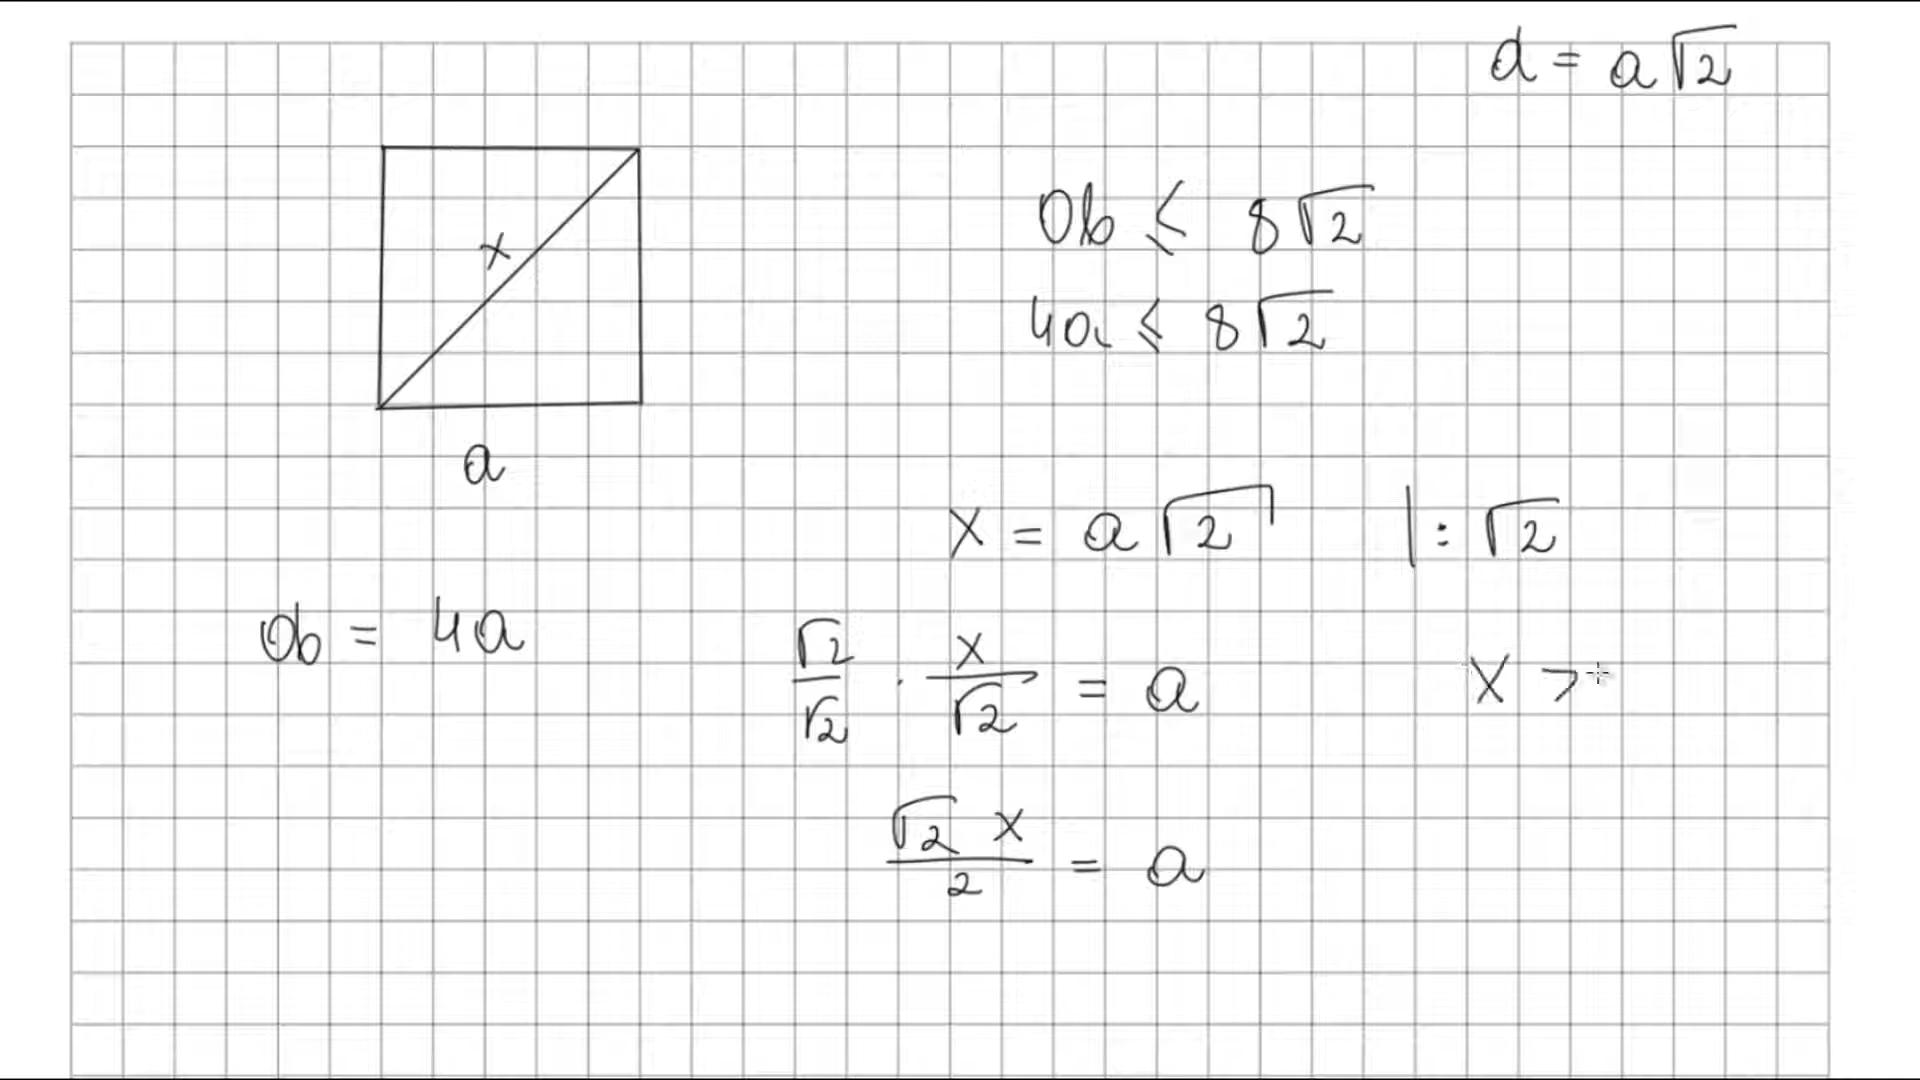 d = a√2
x
Ob ≤ 8√2
4a ≤ 8√2
a
x = a√2 |: √2
Ob = 4a
√2/√2 · x/√2 = a
x >
√2 x/2 = a